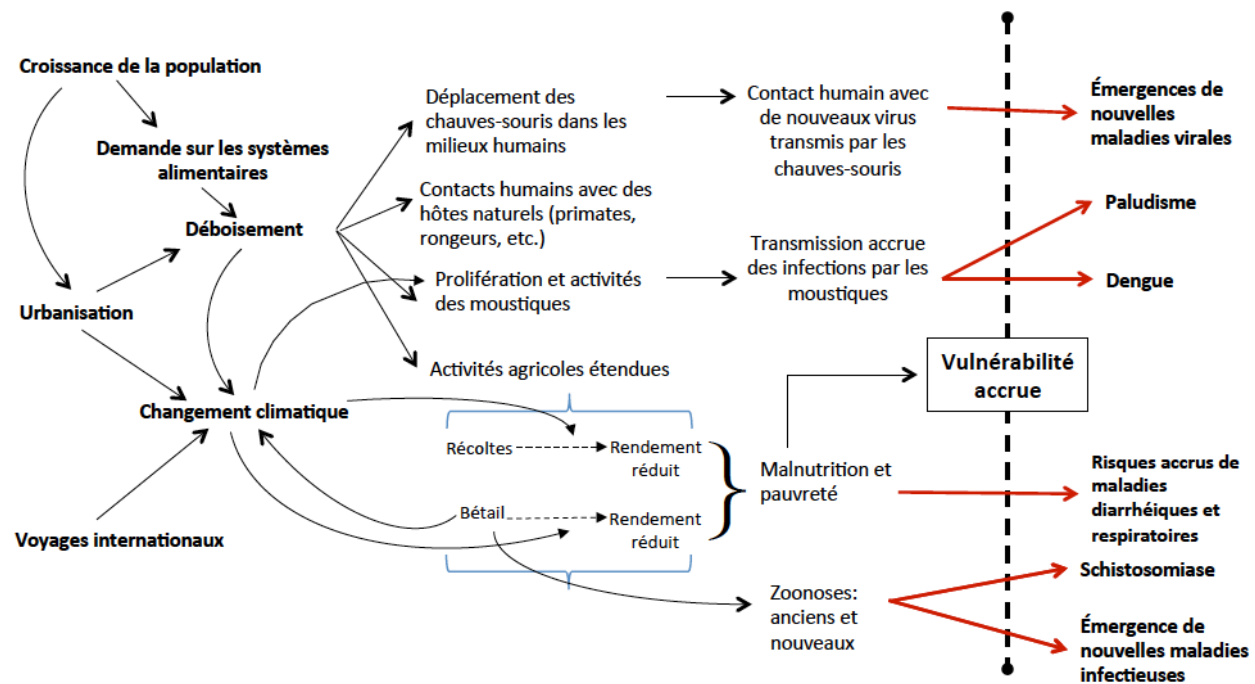 Croissance de la population
Demande sur les systèmes
alimentaires
Déboisement
Urbanisation
Changement climatique
Voyages internationaux
Déplacement des
chauves-souris dans les
milieux humains
Contacts humains avec des
hôtes naturels (primates,
rongeurs, etc.)
Prolifération et activités
des moustiques
Activités agricoles étendues
Récoltes
Rendement
réduit
Bétail
Rendement
réduit
Contact humain avec
de nouveaux virus
transmis par les
chauves-souris
Transmission accrue
des infections par les
moustiques
Malnutrition et
pauvreté
Zoonoses:
anciens et
nouveaux
Vulnérabilité
accrue
Émergences de
nouvelles
maladies virales
Paludisme
Dengue
Risques accrus de
maladies
diarrhéiques et
respiratoires
Schistosomiase
Émergence de
nouvelles maladies
infectieuses